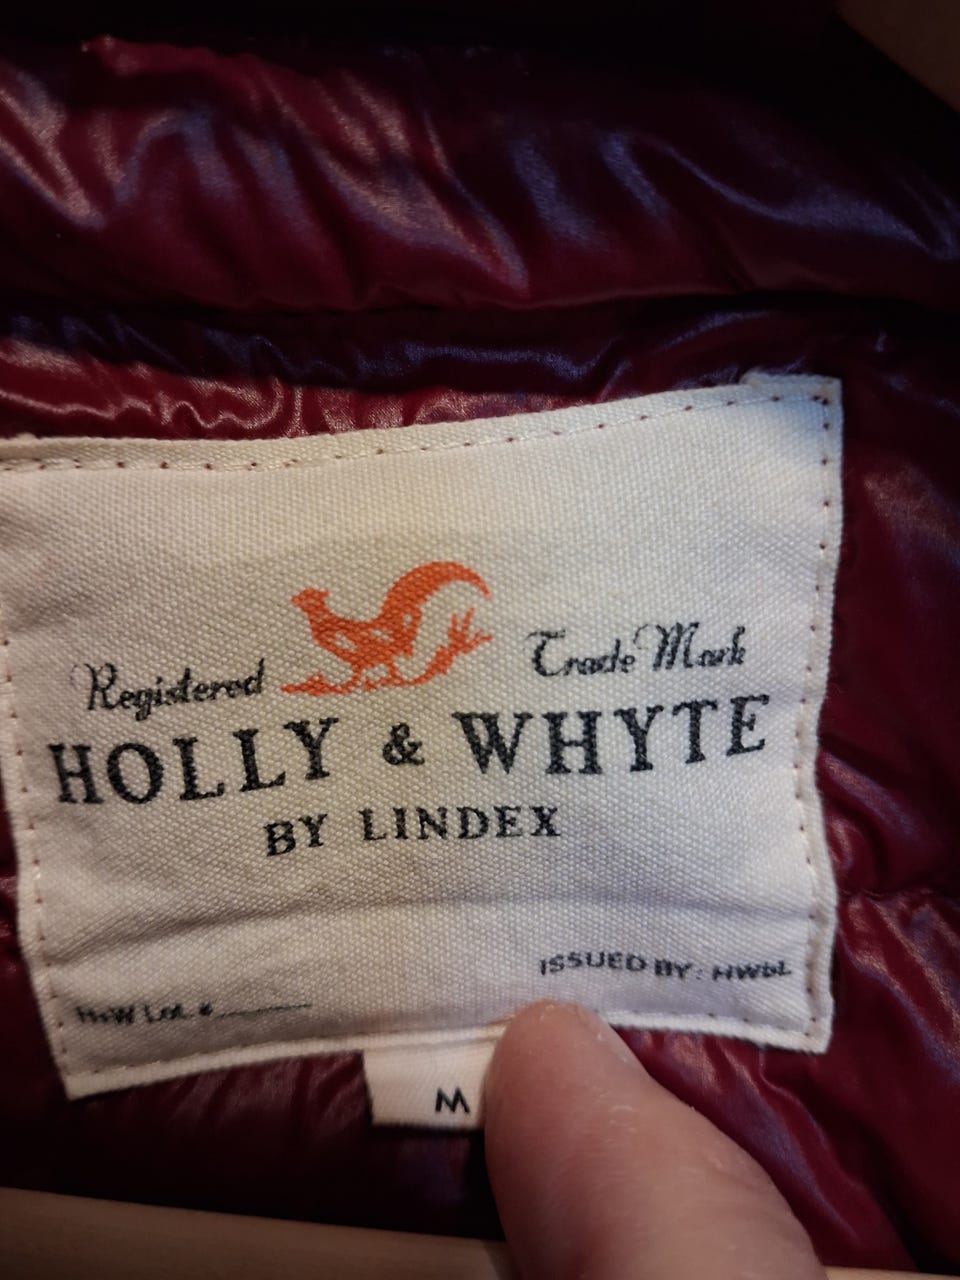 Registered Trade Mark
HOLLY & WHYTE
BY LINDEX
ISSUED BY: HWbL
H&W Lot #
M